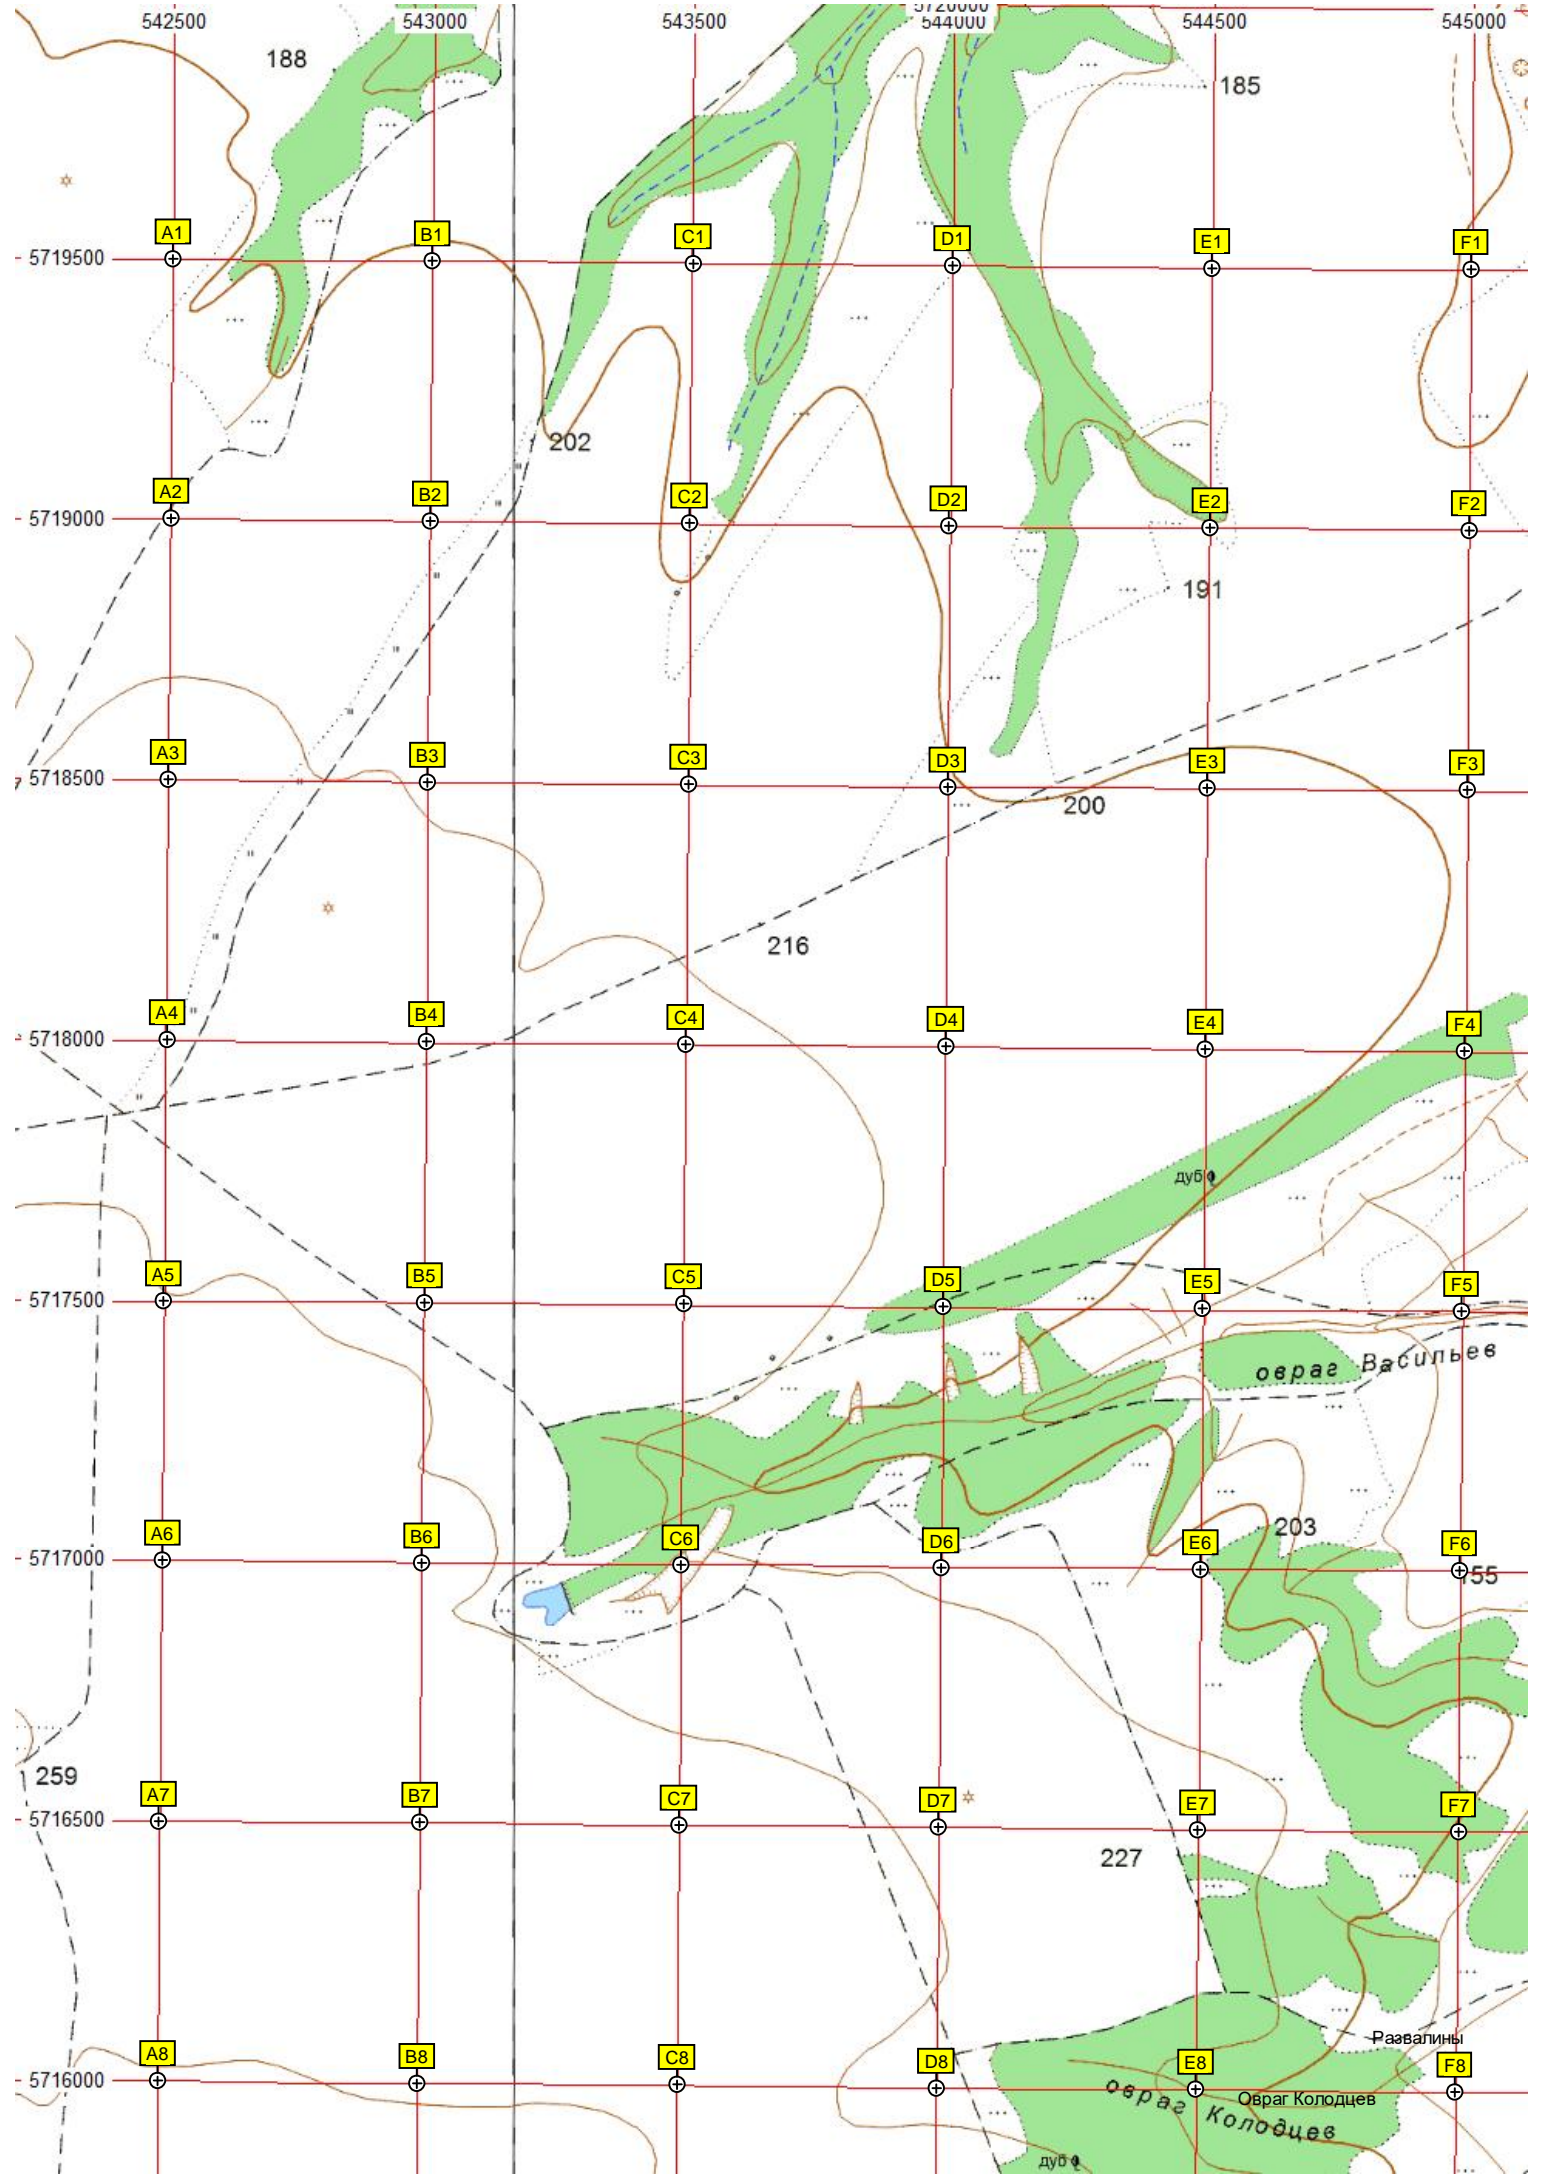 5720000
542500 543000 543500 544000 544500 545000
188
185
A1 B1 C1 D1 E1 F1
5719500
202
A2 B2 C2 D2 E2 F2
5719000
191
A3 B3 C3 D3 E3 F3
5718500
200
216
A4 B4 C4 D4 E4 F4
5718000
дуб
A5 B5 C5 D5 E5 F5
5717500
овраг Васильев
203
A6 B6 C6 D6 E6 F6
5717000
155
259
A7 B7 C7 D7 E7 F7
5716500
227
Развалины
A8 B8 C8 D8 E8 F8
5716000
Овраг Колодцев
овраг Колодцев
дуб